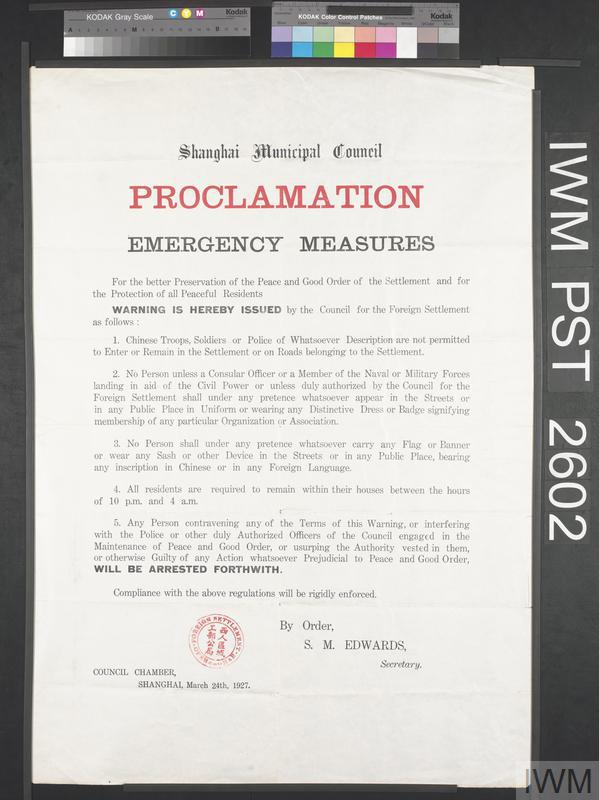 KODAK Gray Scale
C Y M
Kodak
A
M
B
KODAK Color Control Patches
Kodak
Shanghai Municipal Council
PROCLAMATION
EMERGENCY MEASURES
For the better Preservation of the Peace and Good Order of the Settlement and for
the Protection of all Peaceful Residents
WARNING IS HEREBY ISSUED by the Council for the Foreign Settlement
as follows :
1. Chinese Troops, Soldiers or Police of Whatsoever Description are not permitted
to Enter or Remain in the Settlement or on Roads belonging to the Settlement.
2. No Person unless a Consular Officer or a Member of the Naval or Military Forces
landing in aid of the Civil Power or unless duly authorized by the Council for the
Foreign Settlement shall under any pretence whatsoever appear in the Streets or
in any Public Place in Uniform or wearing any Distinctive Dress or Badge signifying
membership of any particular Organization or Association.
3. No Person shall under any pretence whatsoever carry any Flag or Banner
or wear any Sash or other Device in the Streets or in any Public Place, bearing
any inscription in Chinese or in any Foreign Language.
4. All residents are required to remain within their houses between the hours
of 10 p.m. and 4 a.m.
5. Any Person contravening any of the Terms of this Warning, or interfering
with the Police or other duly Authorized Officers of the Council engaged in the
Maintenance of Peace and Good Order, or usurping the Authority vested in them,
or otherwise Guilty of any Action whatsoever Prejudicial to Peace and Good Order,
WILL BE ARRESTED FORTHWITH.
Compliance with the above regulations will be rigidly enforced.
By Order,
S. M. EDWARDS,
Secretary.
FOREIGN SETTLEMENT
COUNCIL CHAMBER,
SHANGHAI, March 24th, 1927.
IWM PST 2602
IWM